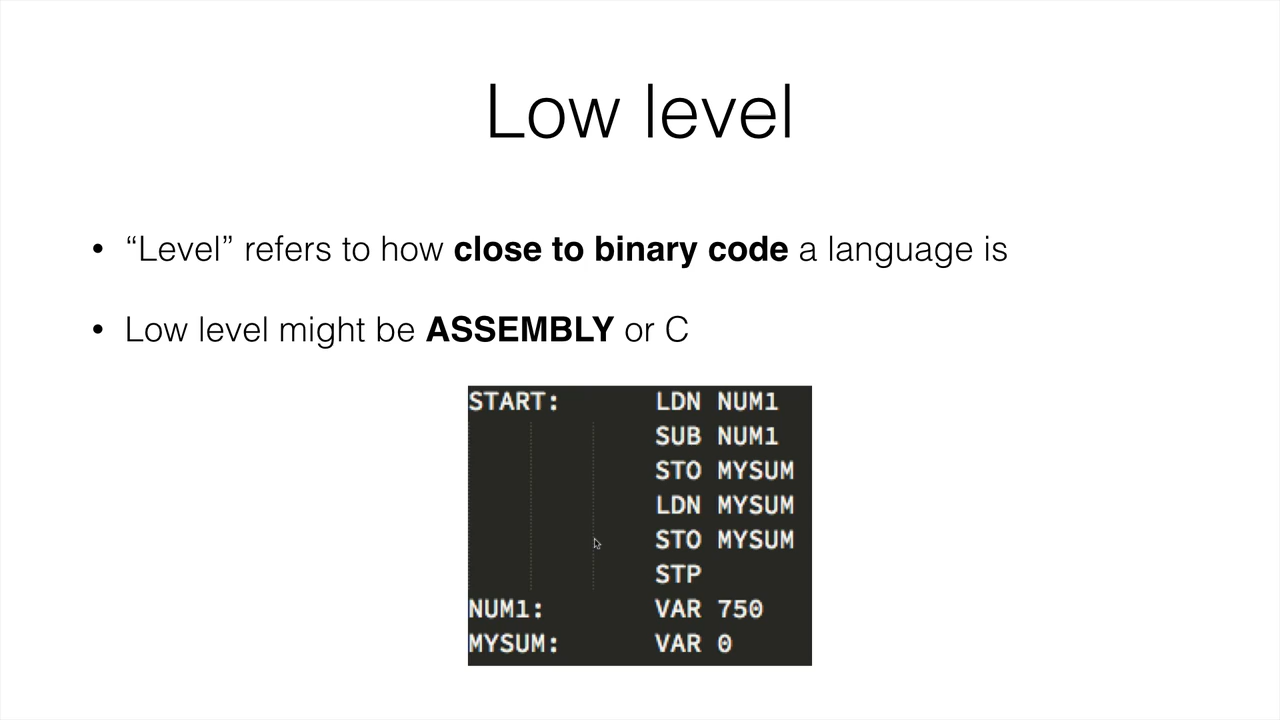 Low level
• “Level” refers to how close to binary code a language is
• Low level might be ASSEMBLY or C
START: LDN NUM1
SUB NUM1
STO MYSUM
LDN MYSUM
STO MYSUM
STP
NUM1: VAR 750
MYSUM: VAR 0